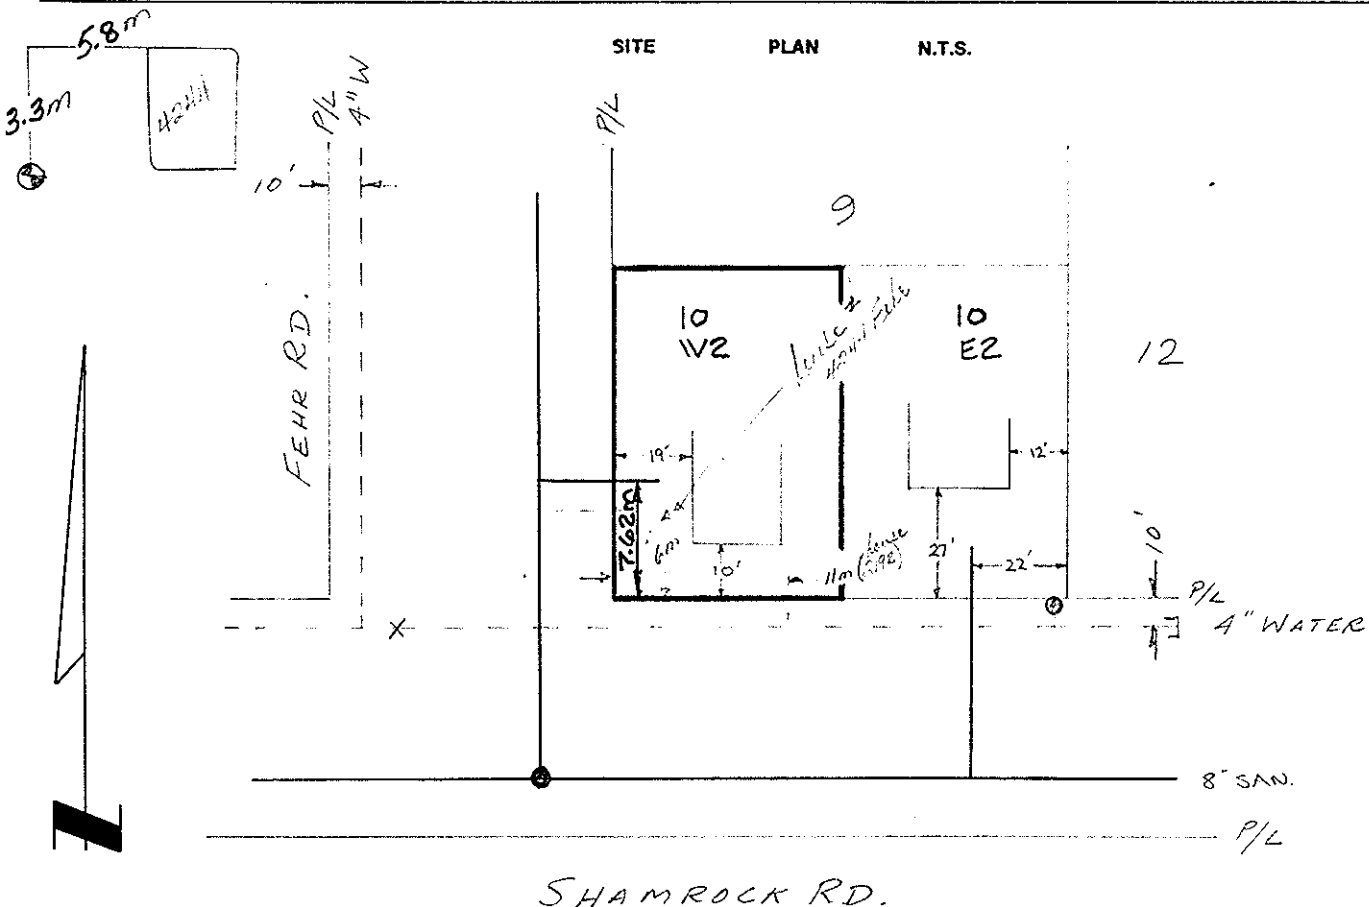 SITE PLAN N.T.S.
5.8m
3.3m
P/L
4" W
P/L
10'
9
FEHR RD.
10
W2
10
E2
12
19'
12'
7.62m
6m
10'
11m
27'
22'
10'
P/L
4" WATER
8" SAN.
P/L
SHAMROCK RD.